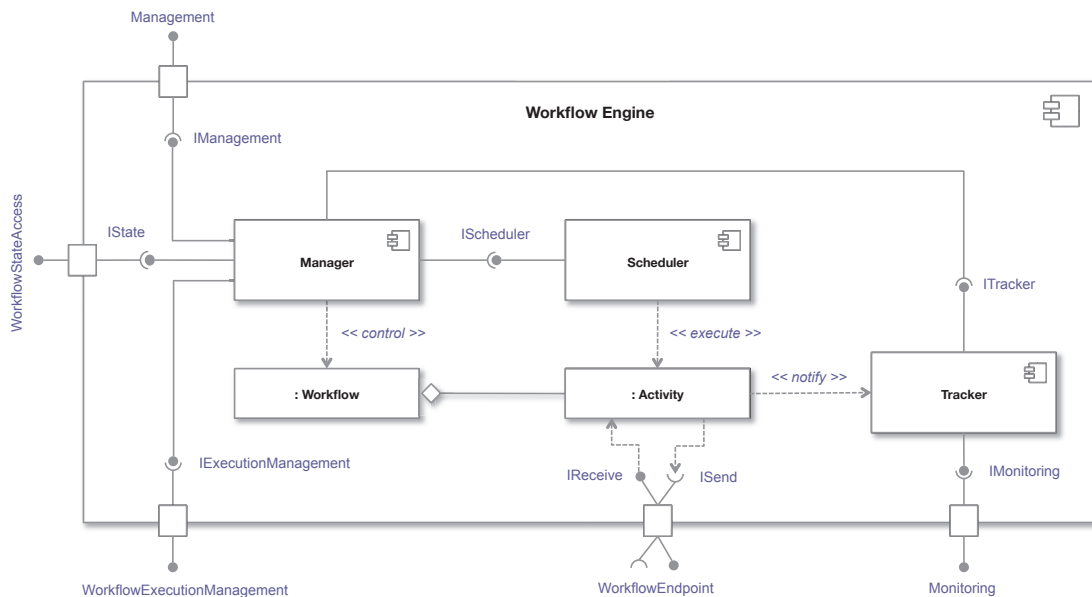 Management
Workflow Engine
IManagement
WorkflowStateAccess
IState
IScheduler
Manager
Scheduler
ITracker
<< control >>
<< execute >>
<< notify >>
: Workflow
: Activity
Tracker
IExecutionManagement
IReceive
ISend
IMonitoring
WorkflowExecutionManagement
WorkflowEndpoint
Monitoring